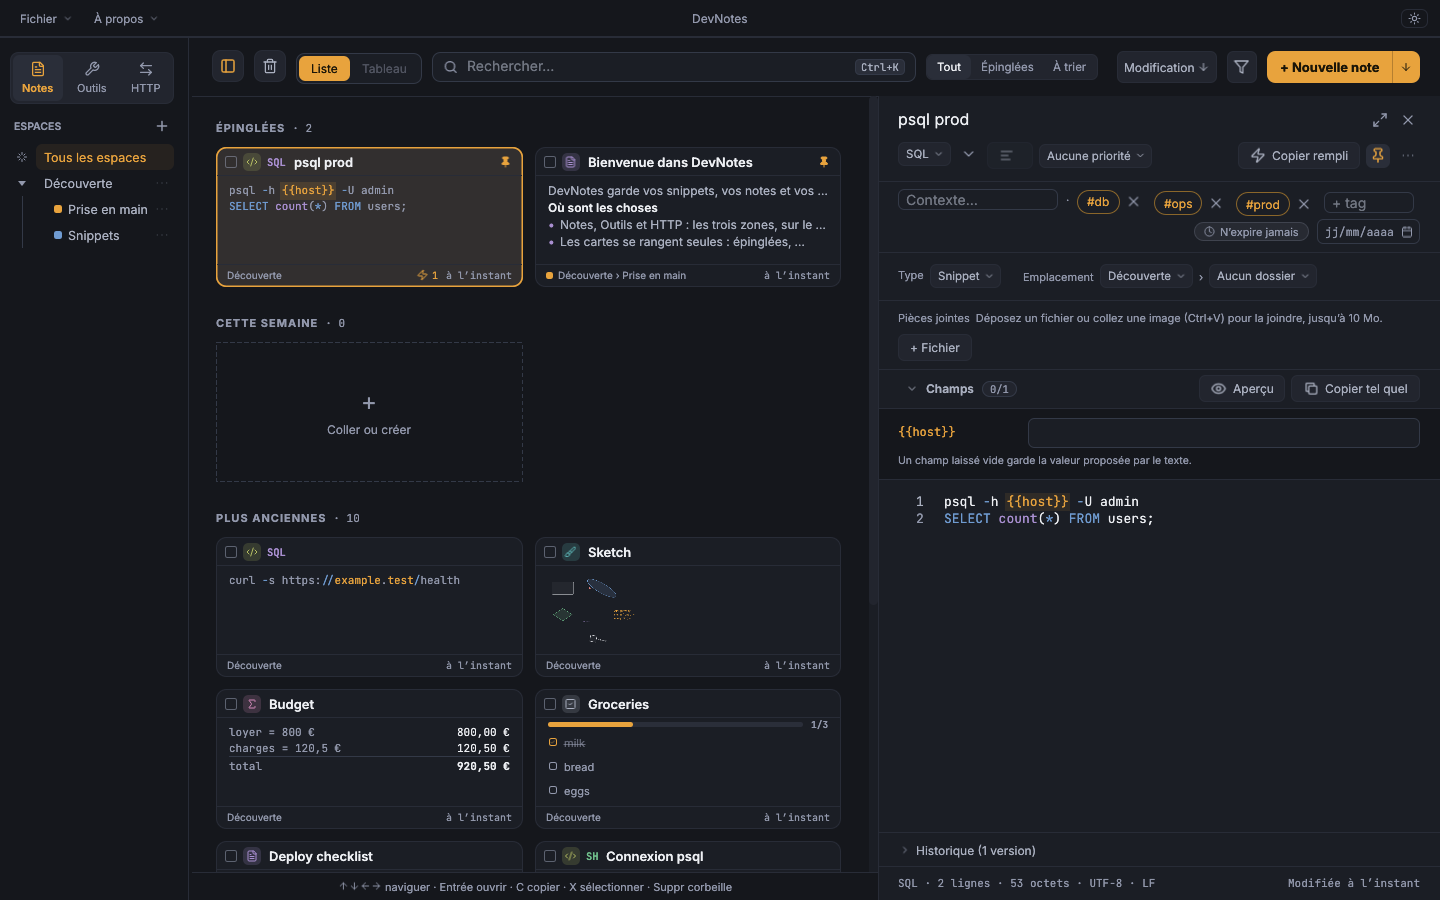 Fichier
À propos
DevNotes
Notes
Outils
HTTP
Liste
Tableau
Rechercher...
Ctrl+K
Tout
Épinglées
À trier
Modification
+ Nouvelle note
ESPACES
Tous les espaces
Découverte
Prise en main
Snippets
ÉPINGLÉES · 2
SQL psql prod
psql -h {{host}} -U admin
SELECT count(*) FROM users;
Découverte
1 à l’instant
Bienvenue dans DevNotes
DevNotes garde vos snippets, vos notes et vos ...
Où sont les choses
• Notes, Outils et HTTP : les trois zones, sur le ...
• Les cartes se rangent seules : épinglées, ...
Découverte › Prise en main
à l’instant
CETTE SEMAINE · 0
+
Coller ou créer
PLUS ANCIENNES · 10
SQL
curl -s https://example.test/health
Découverte
à l’instant
Sketch
Découverte
à l’instant
Budget
loyer = 800 € 800,00 €
charges = 120,5 € 120,50 €
total 920,50 €
Découverte
à l’instant
Groceries
1/3
milk
bread
eggs
Découverte
à l’instant
Deploy checklist
SH Connexion psql
↑↓←→ naviguer · Entrée ouvrir · C copier · X sélectionner · Suppr corbeille
psql prod
SQL
Aucune priorité
Copier rempli
Contexte...
· #db
#ops
#prod
+ tag
N’expire jamais
jj/mm/aaaa
Type Snippet
Emplacement Découverte › Aucun dossier
Pièces jointes Déposez un fichier ou collez une image (Ctrl+V) pour la joindre, jusqu’à 10 Mo.
+ Fichier
Champs 0/1
Aperçu
Copier tel quel
{{host}}
Un champ laissé vide garde la valeur proposée par le texte.
1 psql -h {{host}} -U admin
2 SELECT count(*) FROM users;
Historique (1 version)
SQL · 2 lignes · 53 octets · UTF-8 · LF
Modifiée à l’instant